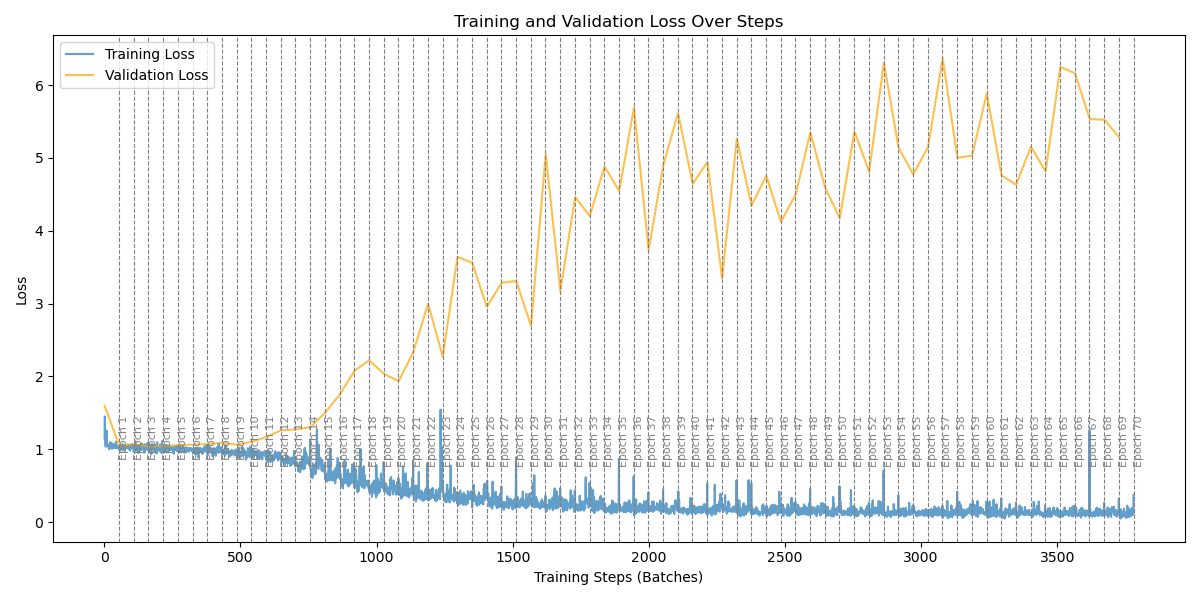 Training and Validation Loss Over Steps
Training Loss
Validation Loss
Loss
6
5
4
3
2
1
0
Epoch 1
Epoch 2
Epoch 3
Epoch 4
Epoch 5
Epoch 6
Epoch 7
Epoch 8
Epoch 9
Epoch 10
Epoch 11
Epoch 12
Epoch 13
Epoch 14
Epoch 15
Epoch 16
Epoch 17
Epoch 18
Epoch 19
Epoch 20
Epoch 21
Epoch 22
Epoch 23
Epoch 24
Epoch 25
Epoch 26
Epoch 27
Epoch 28
Epoch 29
Epoch 30
Epoch 31
Epoch 32
Epoch 33
Epoch 34
Epoch 35
Epoch 36
Epoch 37
Epoch 38
Epoch 39
Epoch 40
Epoch 41
Epoch 42
Epoch 43
Epoch 44
Epoch 45
Epoch 46
Epoch 47
Epoch 48
Epoch 49
Epoch 50
Epoch 51
Epoch 52
Epoch 53
Epoch 54
Epoch 55
Epoch 56
Epoch 57
Epoch 58
Epoch 59
Epoch 60
Epoch 61
Epoch 62
Epoch 63
Epoch 64
Epoch 65
Epoch 66
Epoch 67
Epoch 68
Epoch 69
Epoch 70
0
500
1000
1500
2000
2500
3000
3500
Training Steps (Batches)